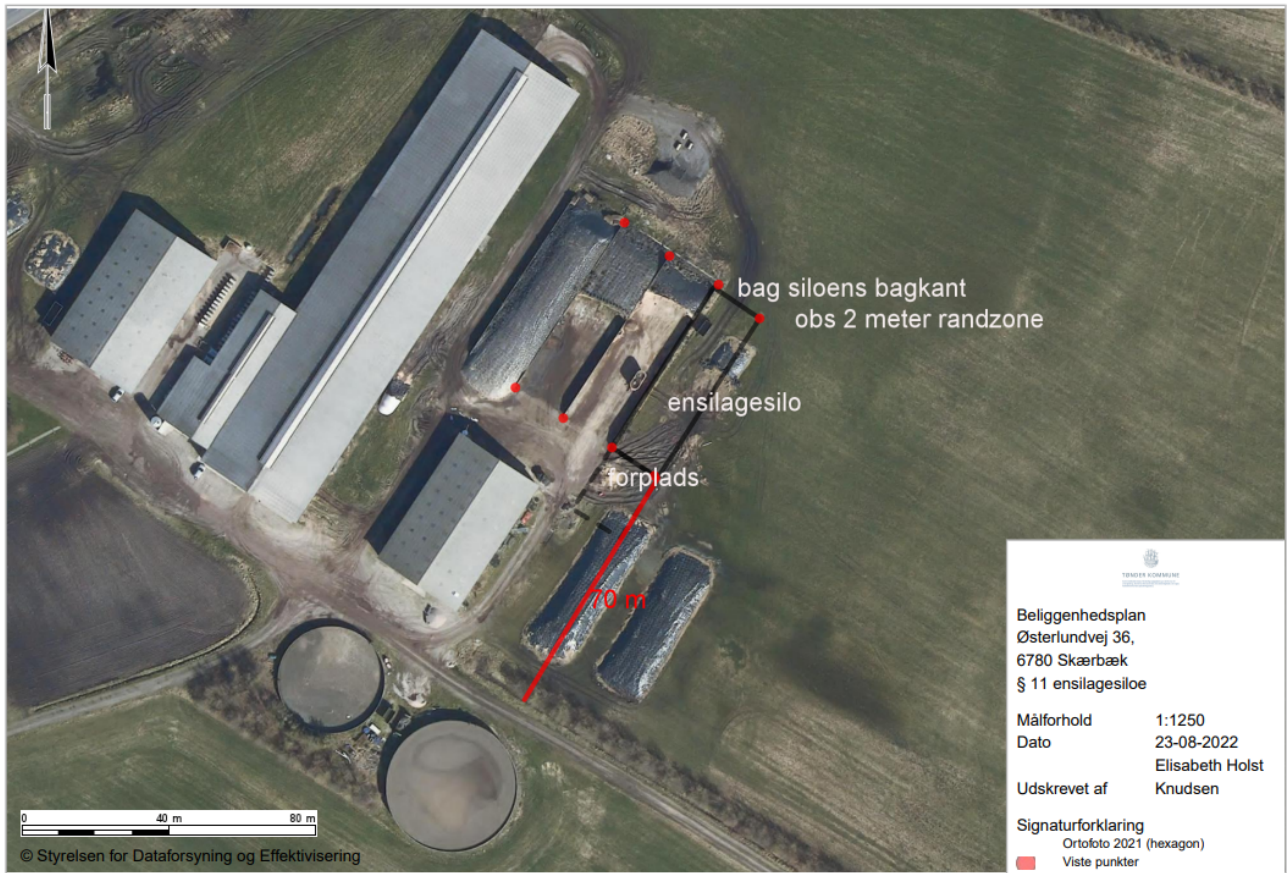 bag siloens bagkant
obs 2 meter randzone
ensilagesilo
forplads
70 m
TØNDER KOMMUNE
Beliggenhedsplan
Østerlundvej 36,
6780 Skærbæk
§ 11 ensilagesiloe
Målforhold 1:1250
Dato 23-08-2022
Elisabeth Holst
Udskrevet af Knudsen
Signaturforklaring
Ortofoto 2021 (hexagon)
Viste punkter
0 40 m 80 m
© Styrelsen for Dataforsyning og Effektivisering